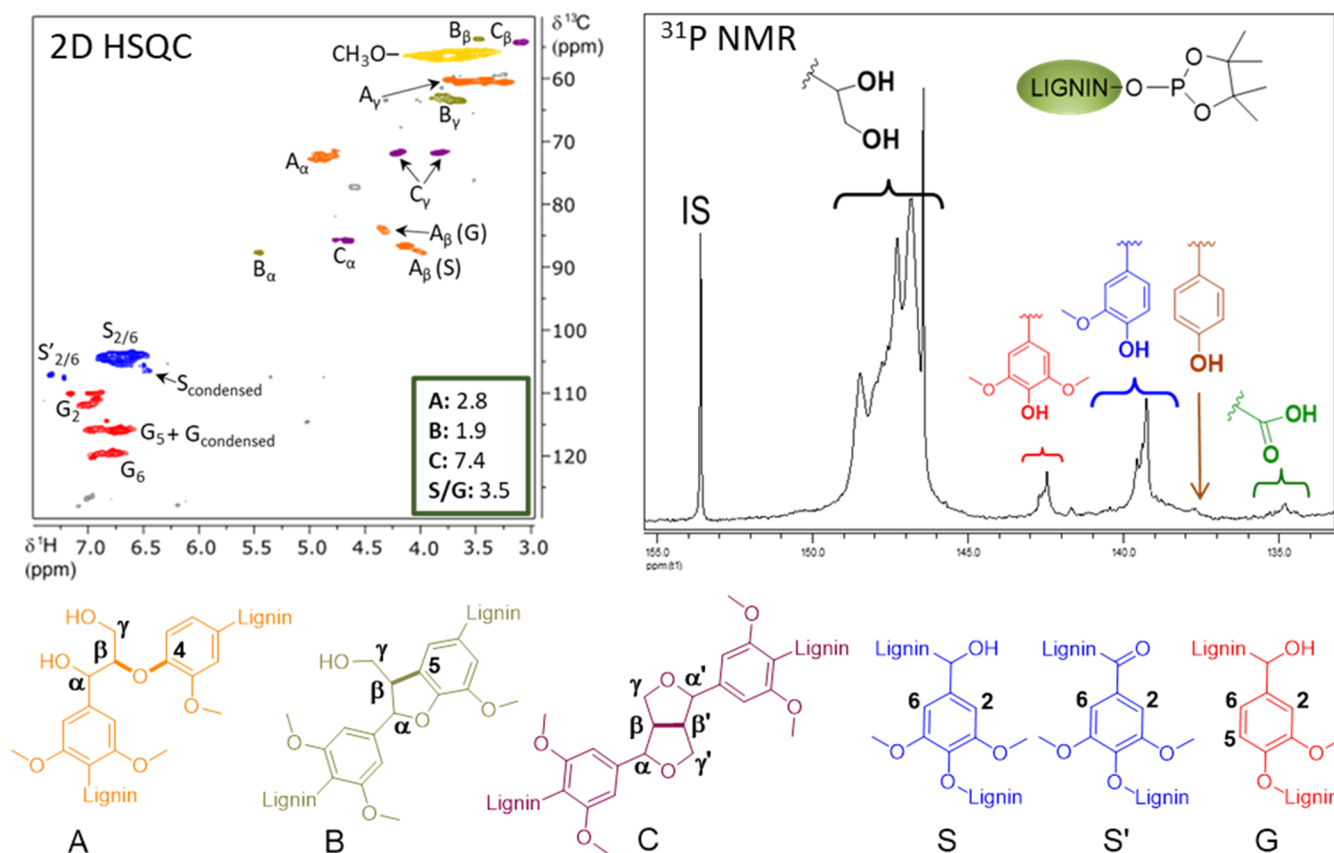 2D HSQC
CH₃O
Bβ Cβ
Aγ
Bγ
Aα
Cγ
Aβ (G)
Cα
Aβ (S)
Bα
S2/6
S'2/6
Scondensed
G2
G5 + Gcondensed
G6
A: 2.8
B: 1.9
C: 7.4
S/G: 3.5
δ ¹³C
(ppm)
60
70
80
90
100
110
120
δ ¹H
(ppm)
7.0 6.5 6.0 5.5 5.0 4.5 4.0 3.5 3.0
³¹P NMR
OH
OH
LIGNIN O P O O
IS
O O
OH
O
OH
OH
OH
O
155.0 150.0 145.0 140.0 135.0
ppm (t1)
HO γ Lignin
HO β 4
α O O
O O
Lignin
A
Lignin
HO γ 5
β O
α O
O
Lignin O
B
O
Lignin
O α' O
γ
β β'
O α O γ'
Lignin
O
C
Lignin OH
6 2
O O
O
Lignin
S
Lignin O
6 2
O O
O
Lignin
S'
Lignin OH
6 2
5 O
O
Lignin
G